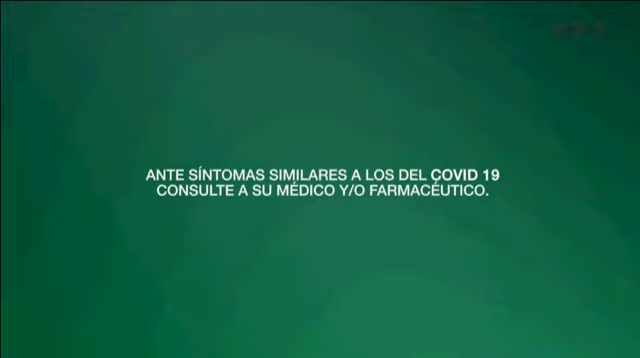 ANTE SÍNTOMAS SIMILARES A LOS DEL COVID 19
CONSULTE A SU MÉDICO Y/O FARMACÉUTICO.